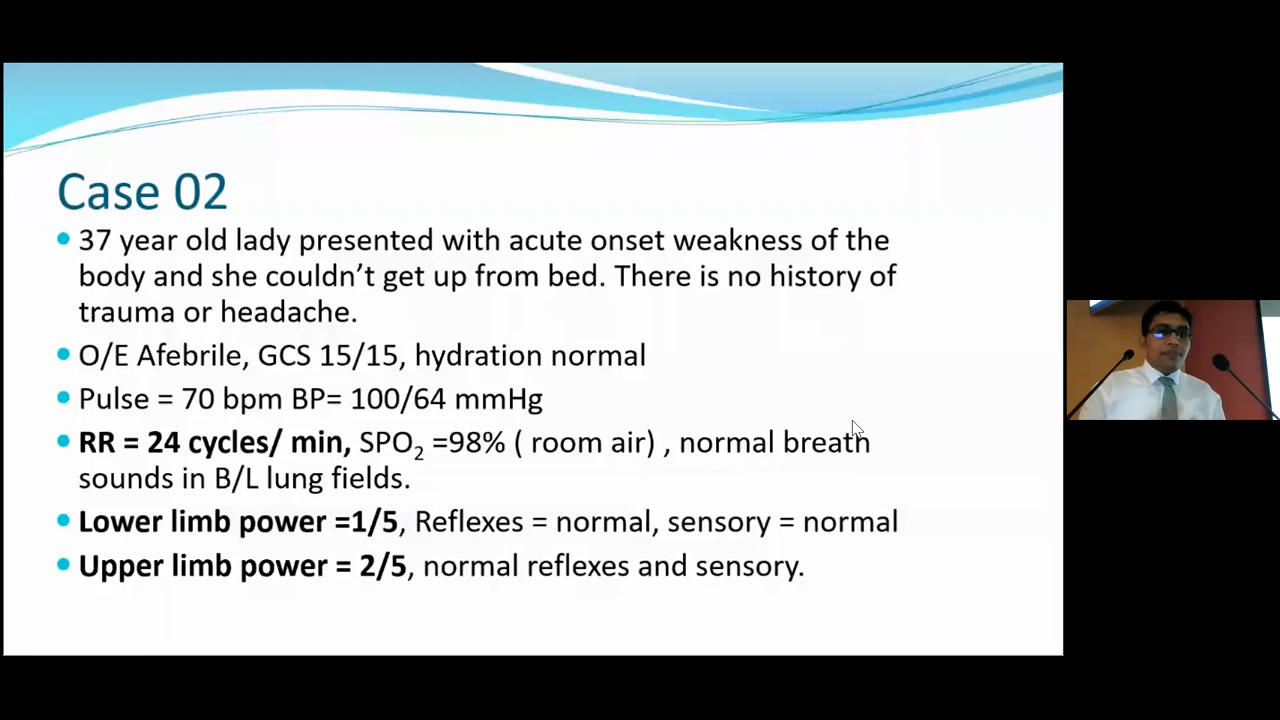 Case 02
37 year old lady presented with acute onset weakness of the
body and she couldn’t get up from bed. There is no history of
trauma or headache.
O/E Afebrile, GCS 15/15, hydration normal
Pulse = 70 bpm BP= 100/64 mmHg
RR = 24 cycles/ min, SPO₂ =98% ( room air) , normal breath
sounds in B/L lung fields.
Lower limb power =1/5, Reflexes = normal, sensory = normal
Upper limb power = 2/5, normal reflexes and sensory.